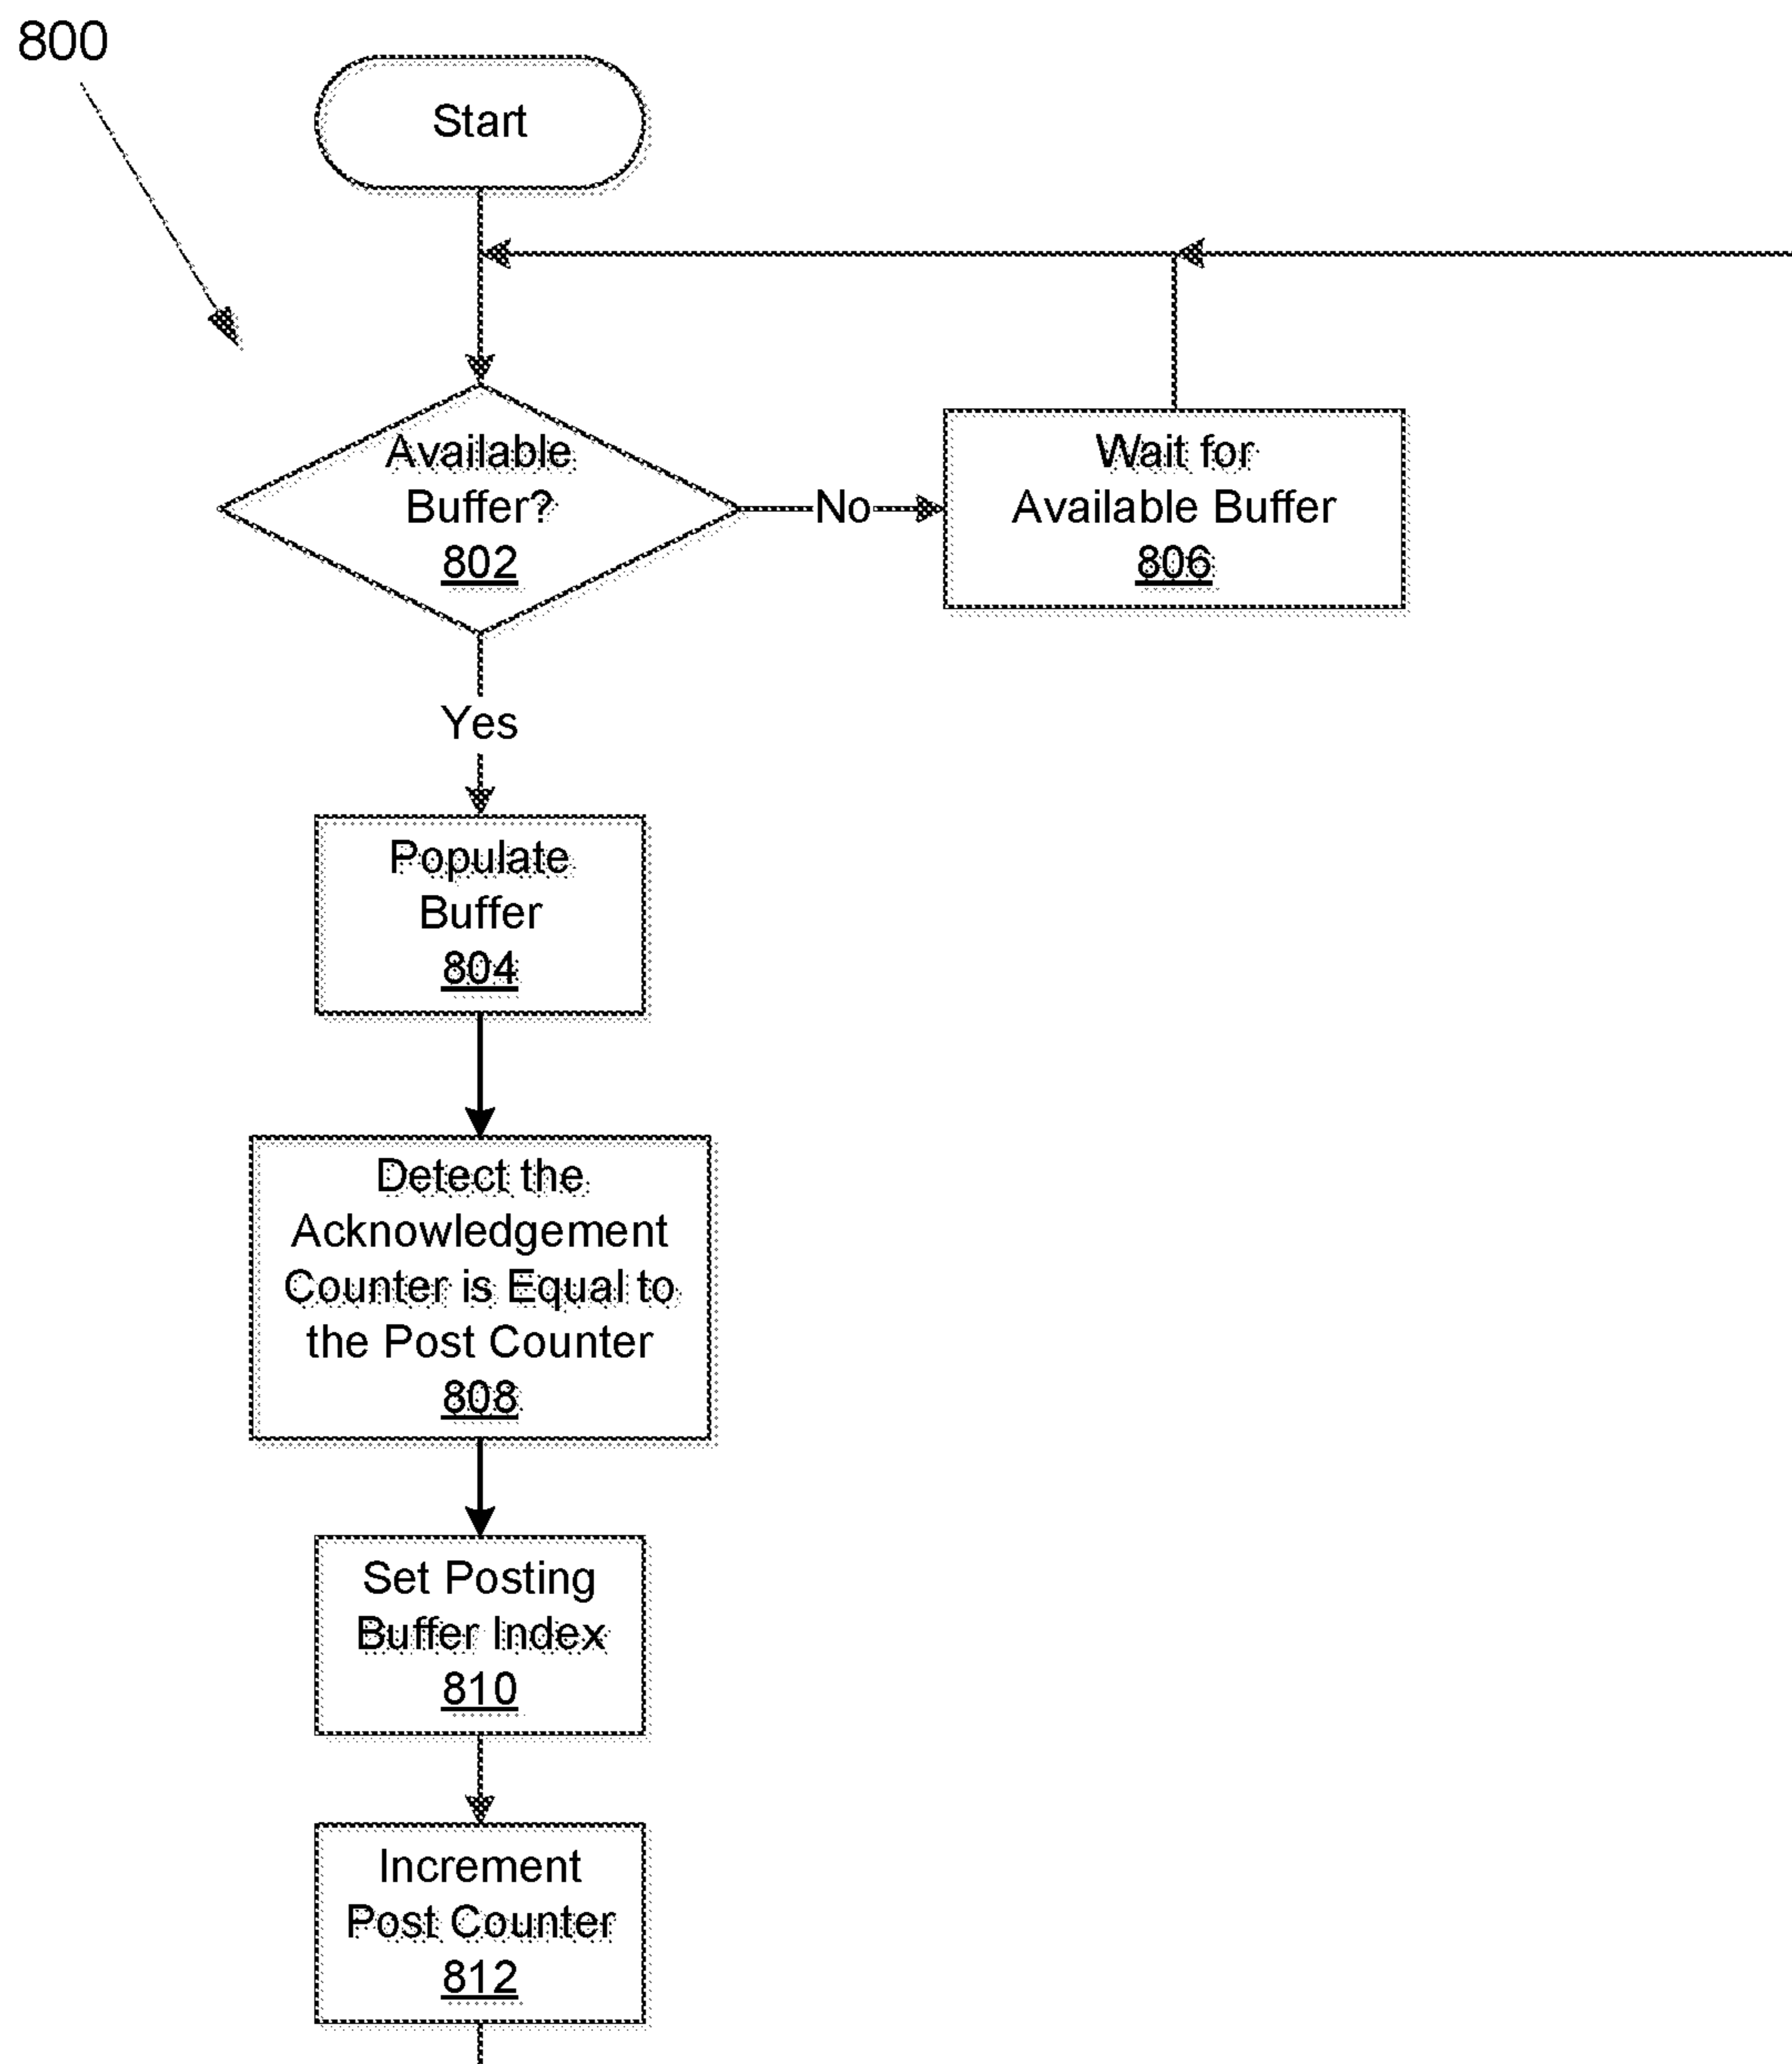 800
Start
Available
Buffer?
802
No
Wait for
Available Buffer
806
Yes
Populate
Buffer
804
Detect the
Acknowledgement
Counter is Equal to
the Post Counter
808
Set Posting
Buffer Index
810
Increment
Post Counter
812